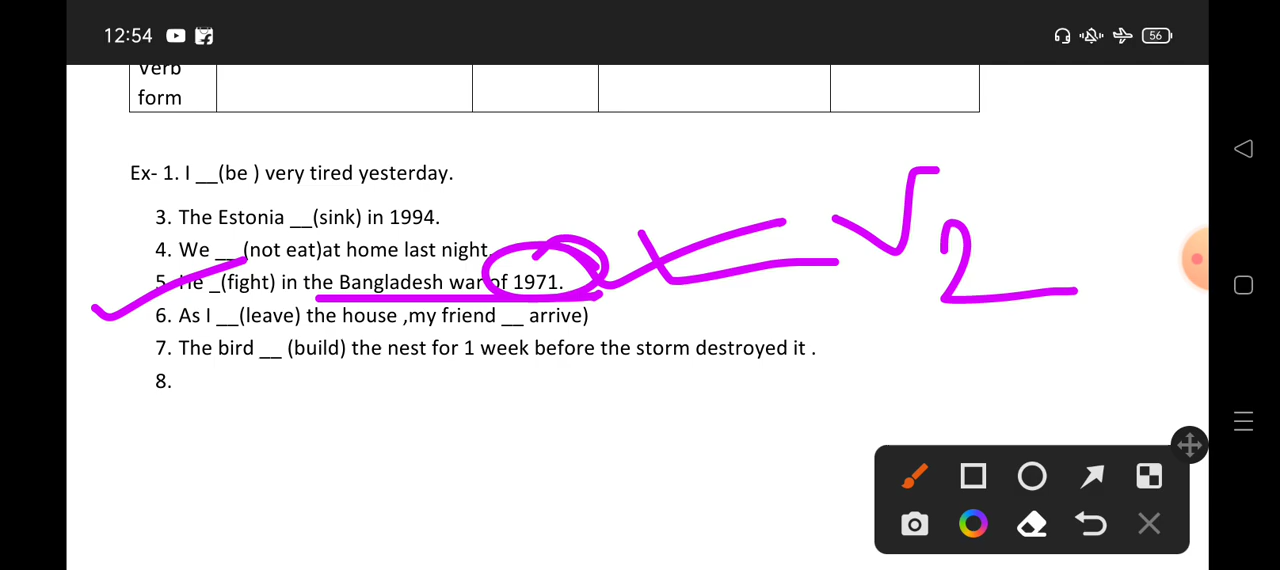 12:54
56
Verb
form
Ex- 1. I __(be ) very tired yesterday.
3. The Estonia __(sink) in 1994.
4. We __ (not eat)at home last night.
5. He _(fight) in the Bangladesh war of 1971.
6. As I __(leave) the house ,my friend __ arrive)
7. The bird __ (build) the nest for 1 week before the storm destroyed it .
8.
√2